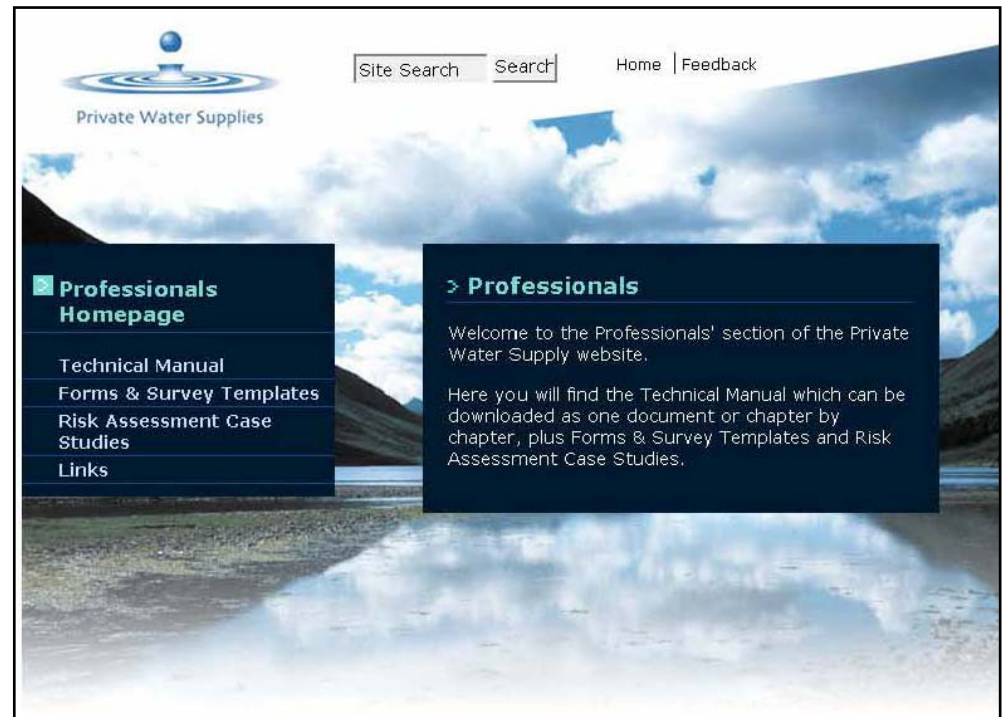 Private Water Supplies
Site Search Search
Home | Feedback
Professionals
Homepage
Technical Manual
Forms & Survey Templates
Risk Assessment Case
Studies
Links
> Professionals
Welcome to the Professionals' section of the Private
Water Supply website.
Here you will find the Technical Manual which can be
downloaded as one document or chapter by
chapter, plus Forms & Survey Templates and Risk
Assessment Case Studies.